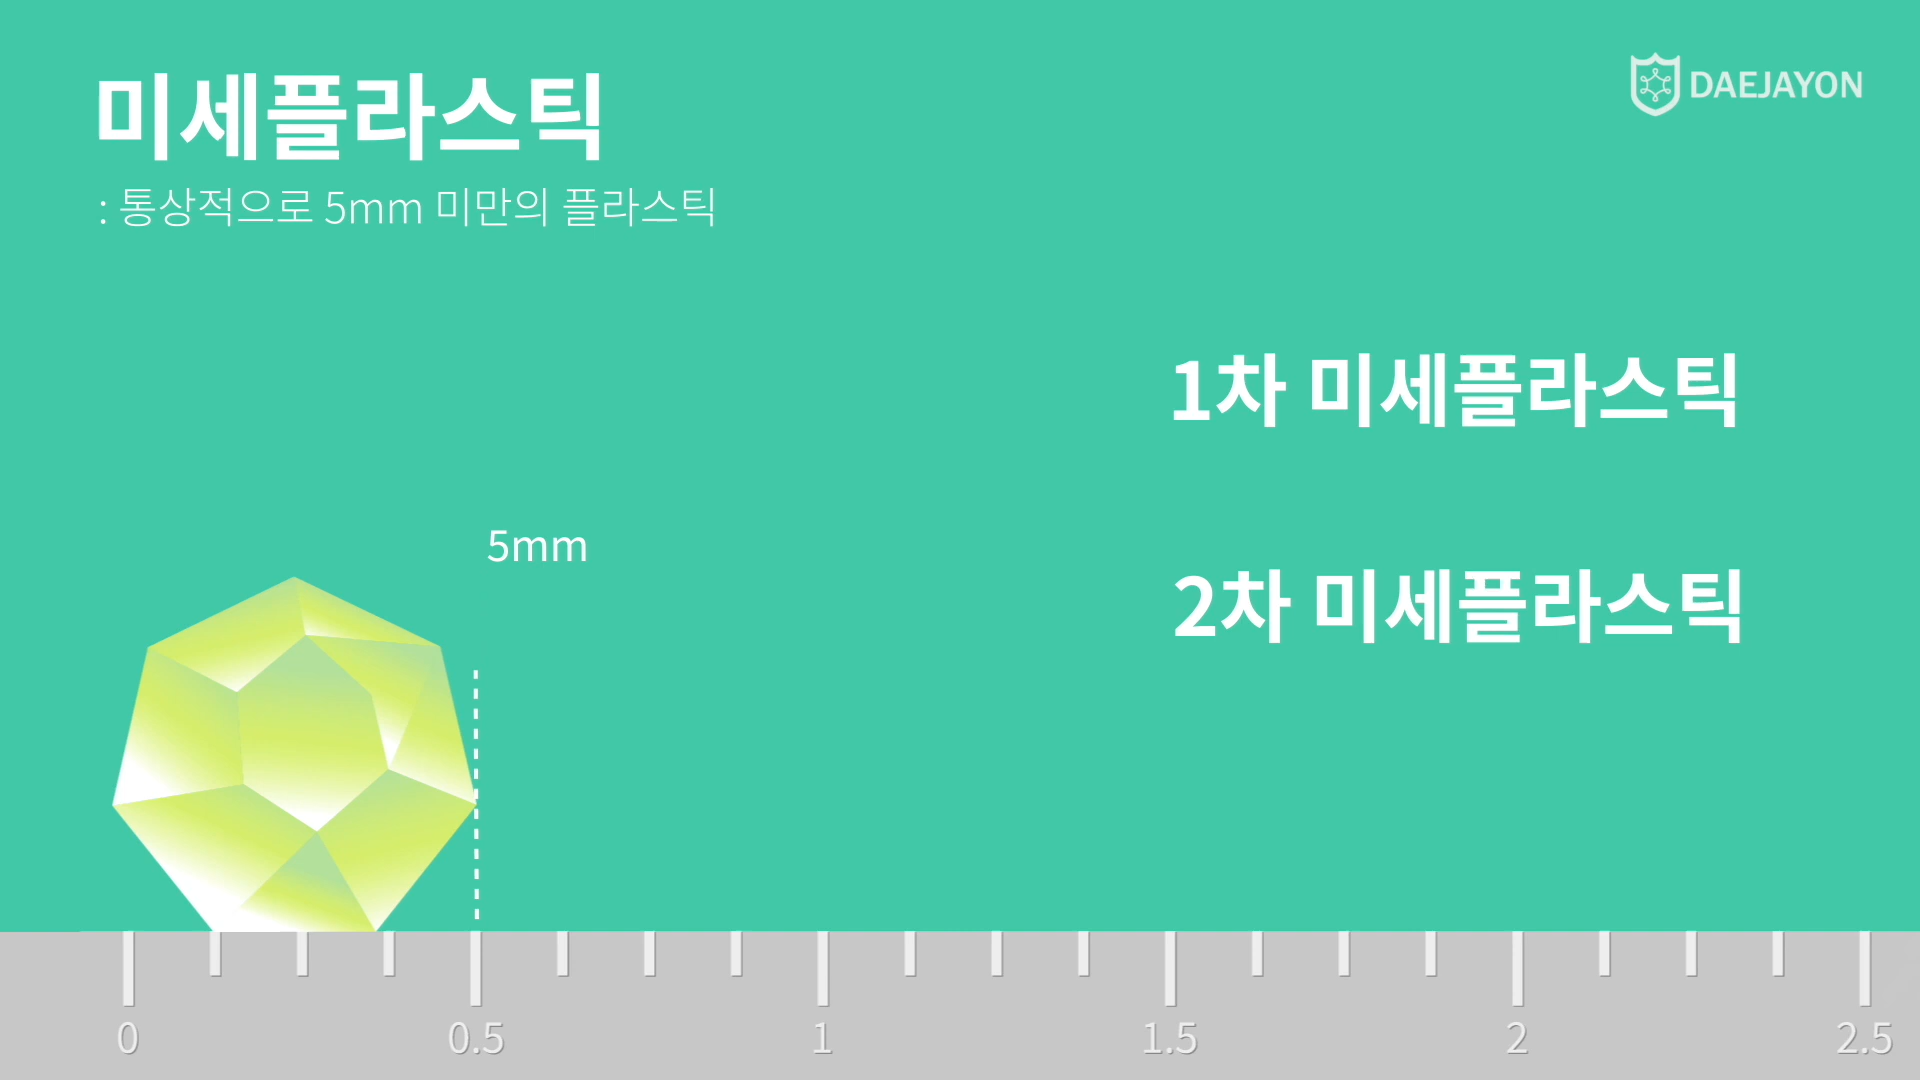 미세플라스틱
: 통상적으로 5mm 미만의 플라스틱
DAEJAYON
1차 미세플라스틱
5mm
2차 미세플라스틱
0 0.5 1 1.5 2 2.5